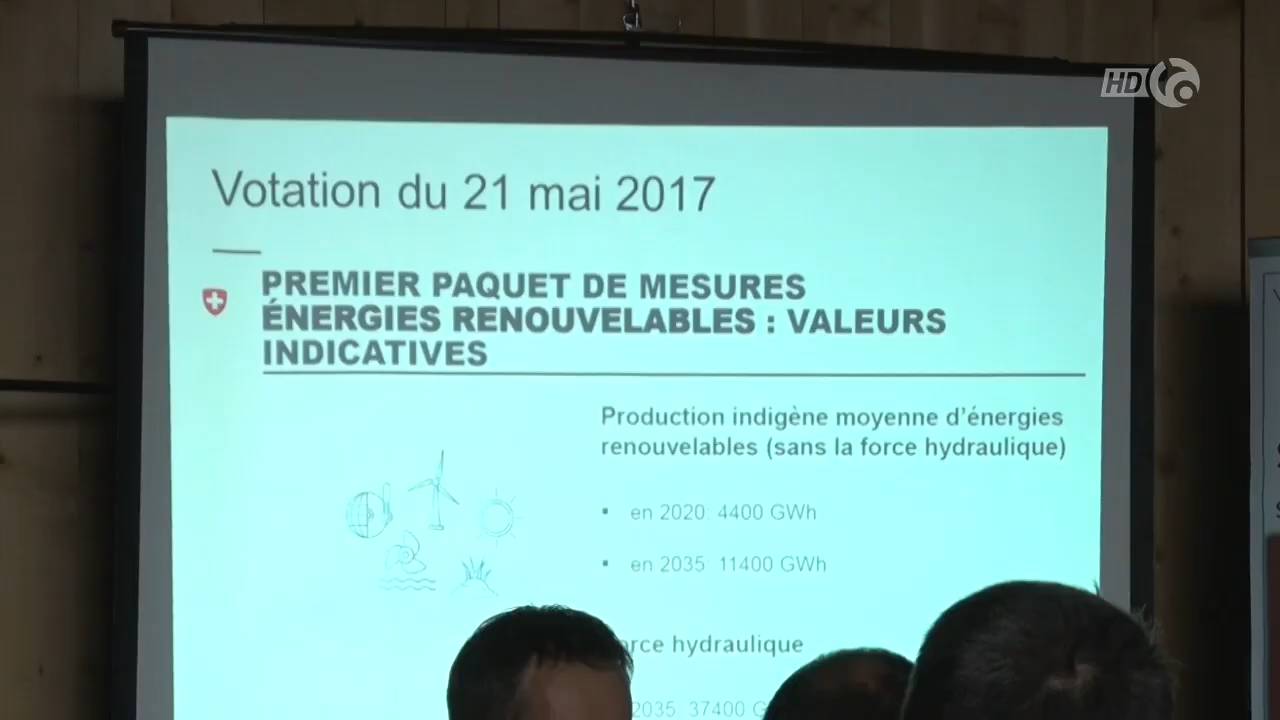 HD
Votation du 21 mai 2017
PREMIER PAQUET DE MESURES
ÉNERGIES RENOUVELABLES : VALEURS
INDICATIVES
Production indigène moyenne d'énergies
renouvelables (sans la force hydraulique)
▪ en 2020: 4400 GWh
▪ en 2035 11400 GWh
hydraulique
2035 37400